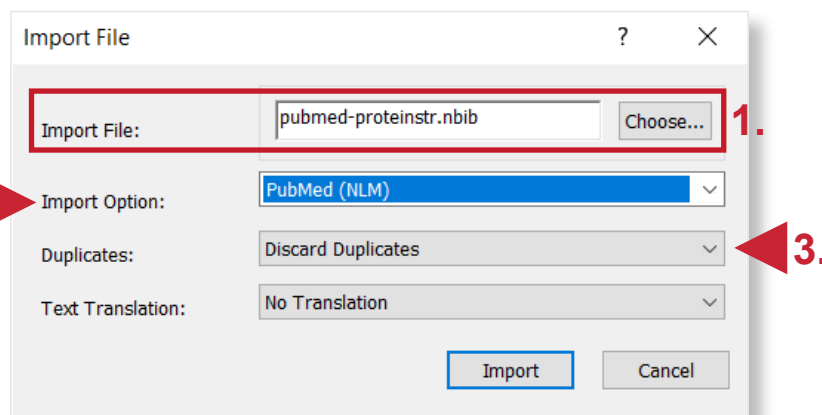 Import File ?
Import File: pubmed-proteinstr.nbib Choose... 1.
Import Option: PubMed (NLM)
Duplicates: Discard Duplicates 3.
Text Translation: No Translation
Import Cancel